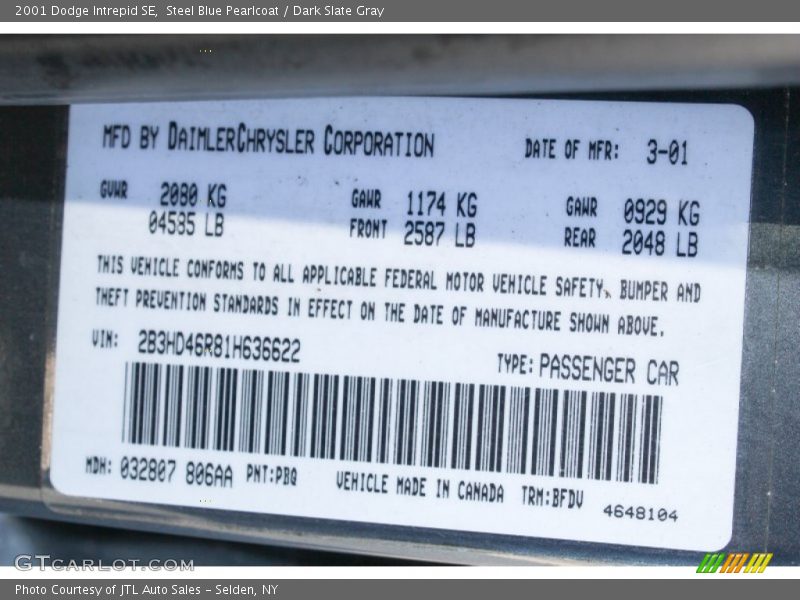 2001 Dodge Intrepid SE, Steel Blue Pearlcoat / Dark Slate Gray
MFD BY DAIMLERCHRYSLER CORPORATION
DATE OF MFR: 3-01
GVWR 2080 KG
04585 LB
GAWR FRONT 1174 KG
2587 LB
GAWR REAR 0929 KG
2048 LB
THIS VEHICLE CONFORMS TO ALL APPLICABLE FEDERAL MOTOR VEHICLE SAFETY, BUMPER AND
THEFT PREVENTION STANDARDS IN EFFECT ON THE DATE OF MANUFACTURE SHOWN ABOVE.
VIN: 2B3HD46R81H636622
TYPE: PASSENGER CAR
MDH: 032807 806AA PNT:PBQ
VEHICLE MADE IN CANADA TRM:BFDV
4648104
GTCARLOT.COM
Photo Courtesy of JTL Auto Sales - Selden, NY